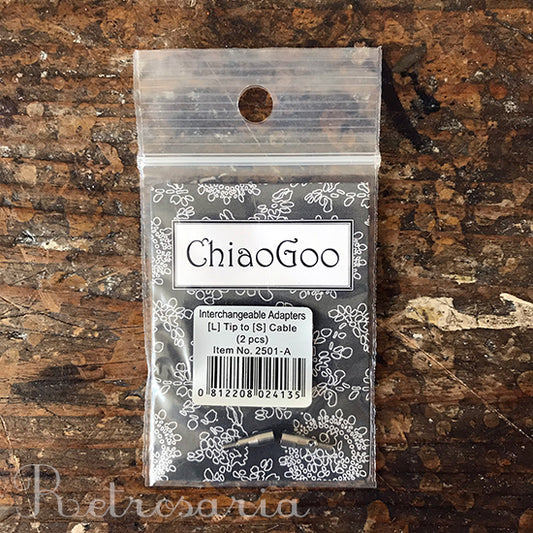 ChiaoGoo
Interchangeable Adapters
[L] Tip to [S] Cable
(2 pcs)
Item No. 2501-A
0 812208 024135
Retrosaria